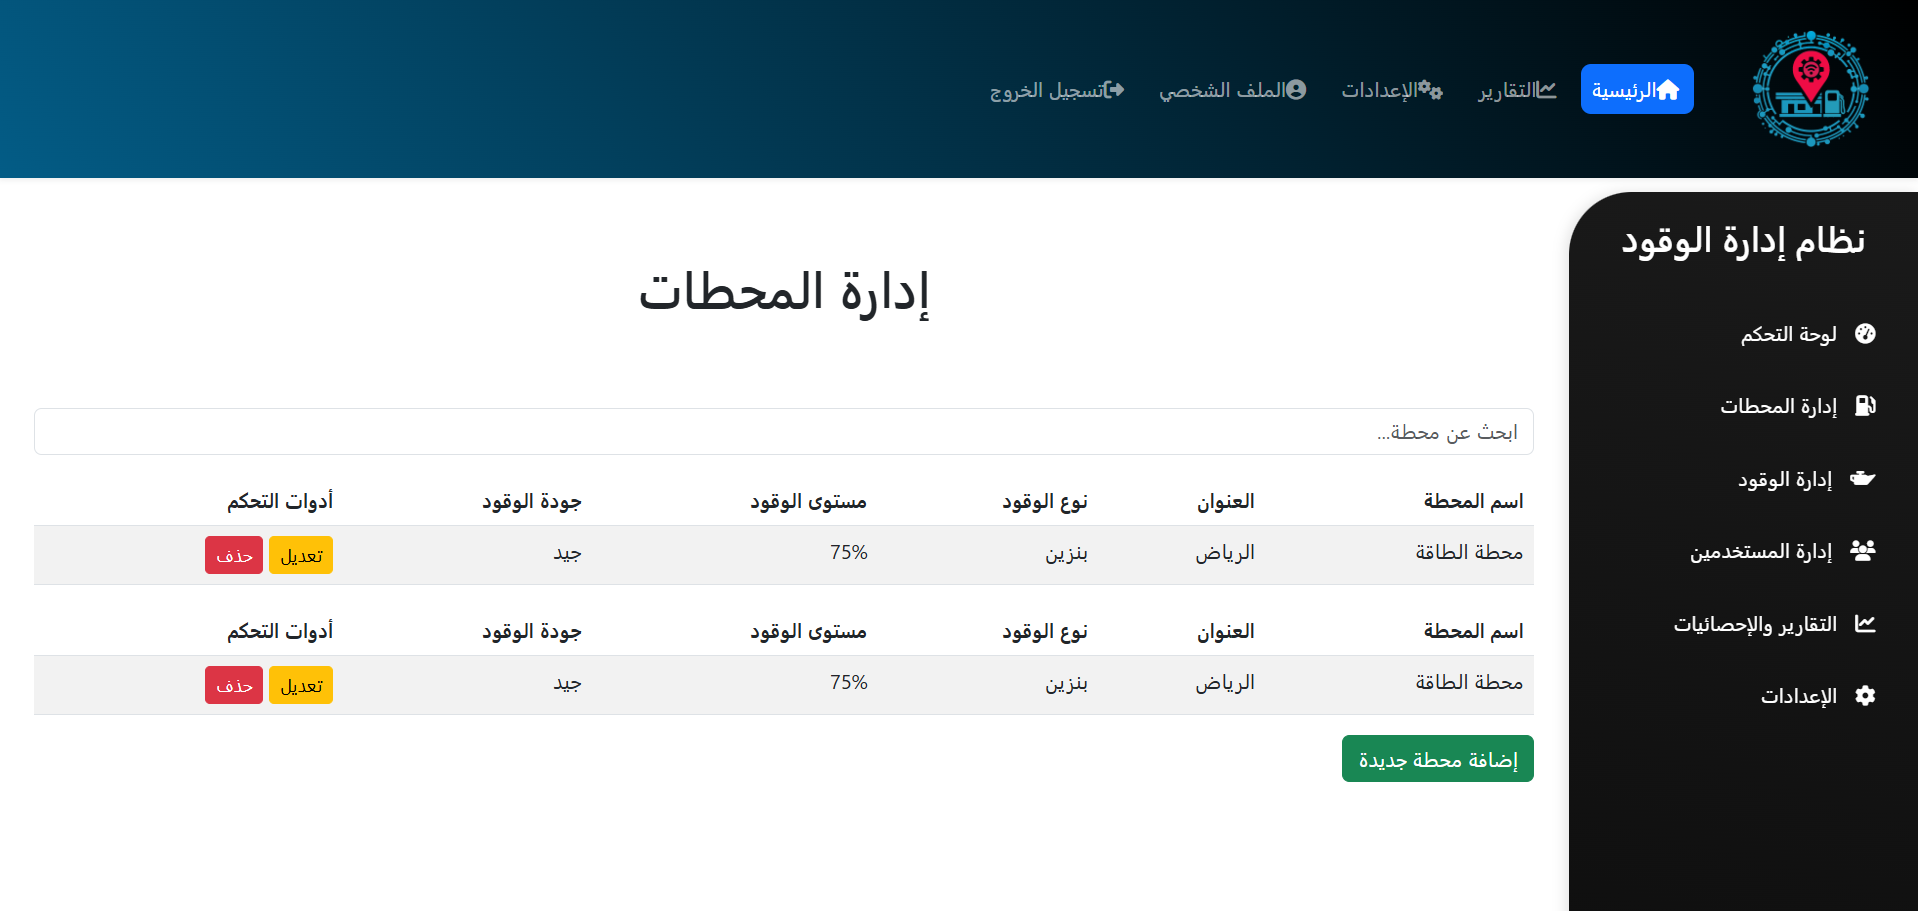 الرئيسية
التقارير
الإعدادات
الملف الشخصي
تسجيل الخروج
نظام إدارة الوقود
لوحة التحكم
إدارة المحطات
إدارة الوقود
إدارة المستخدمين
التقارير والإحصائيات
الإعدادات
إدارة المحطات
ابحث عن محطة...
اسم المحطة العنوان نوع الوقود مستوى الوقود جودة الوقود أدوات التحكم
محطة الطاقة الرياض بنزين 75% جيد تعديل حذف
اسم المحطة العنوان نوع الوقود مستوى الوقود جودة الوقود أدوات التحكم
محطة الطاقة الرياض بنزين 75% جيد تعديل حذف
إضافة محطة جديدة